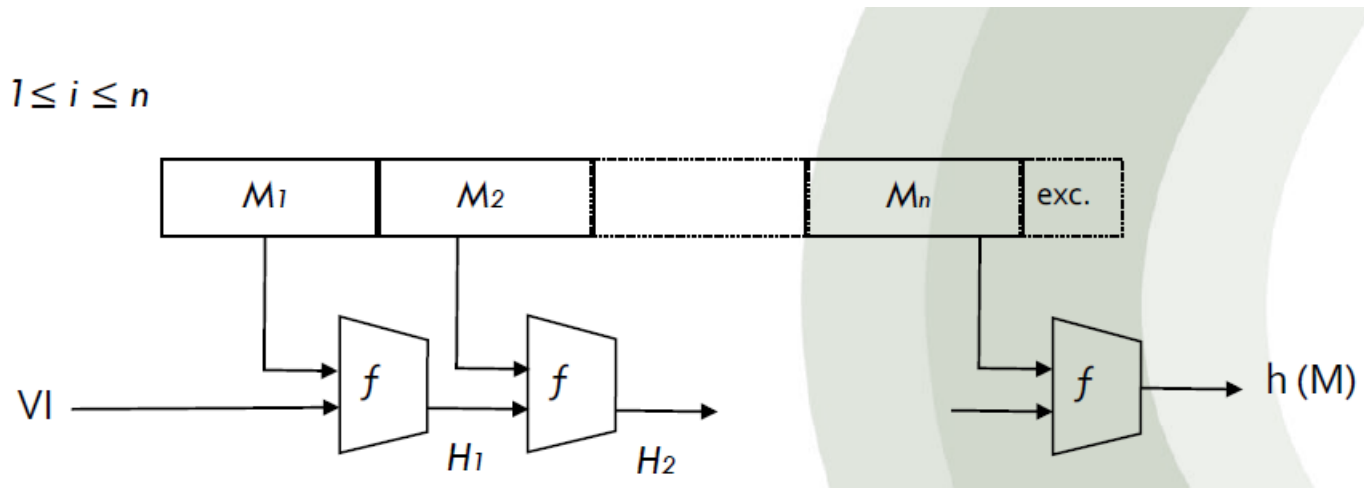 1 ≤ i ≤ n
M1 M2 Mn exc.
f f f h (M)
VI
H1 H2